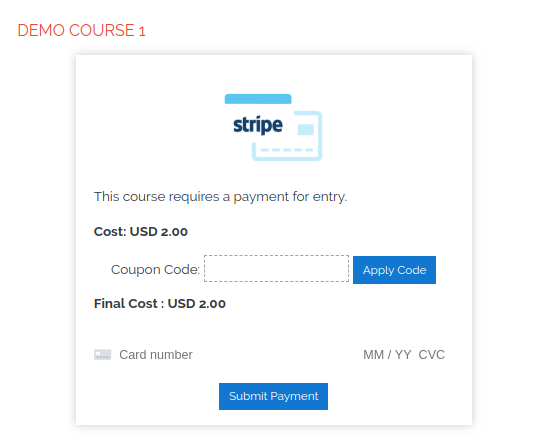 DEMO COURSE 1
stripe
This course requires a payment for entry.
Cost: USD 2.00
Coupon Code: Apply Code
Final Cost : USD 2.00
Card number MM / YY CVC
Submit Payment